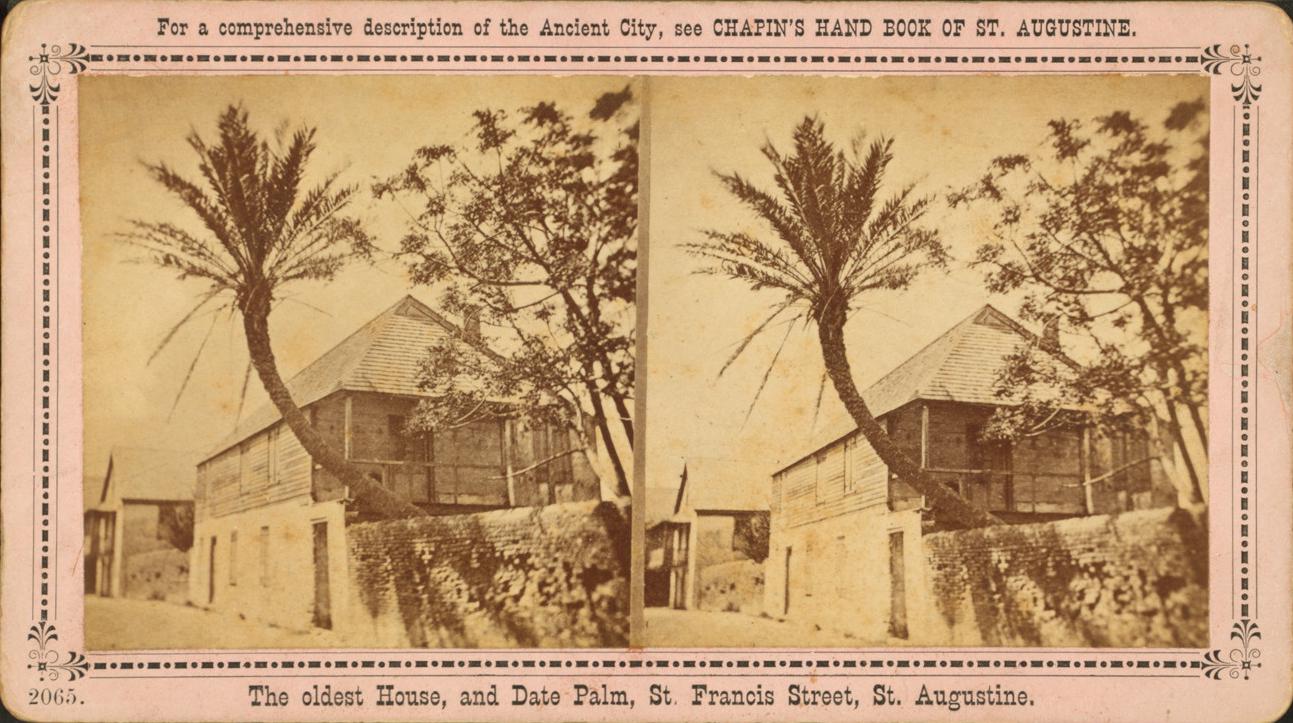 For a comprehensive description of the Ancient City, see CHAPIN'S HAND BOOK OF ST. AUGUSTINE.
2065.
The oldest House, and Date Palm, St. Francis Street, St. Augustine.